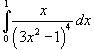 ∫₀¹ x / (3x² − 1)⁴ dx